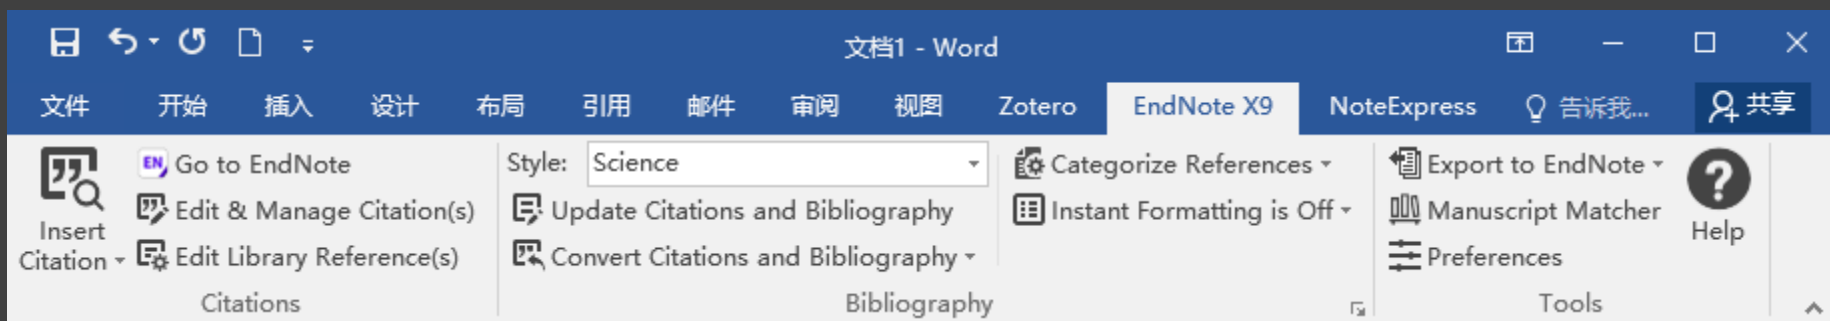 文档1 - Word
文件 开始 插入 设计 布局 引用 邮件 审阅 视图 Zotero EndNote X9 NoteExpress 告诉我... 共享
Insert Citation
EN Go to EndNote
Edit & Manage Citation(s)
Edit Library Reference(s)
Citations
Style: Science
Update Citations and Bibliography
Convert Citations and Bibliography
Categorize References
Instant Formatting is Off
Bibliography
Export to EndNote
Manuscript Matcher
Preferences
Help
Tools